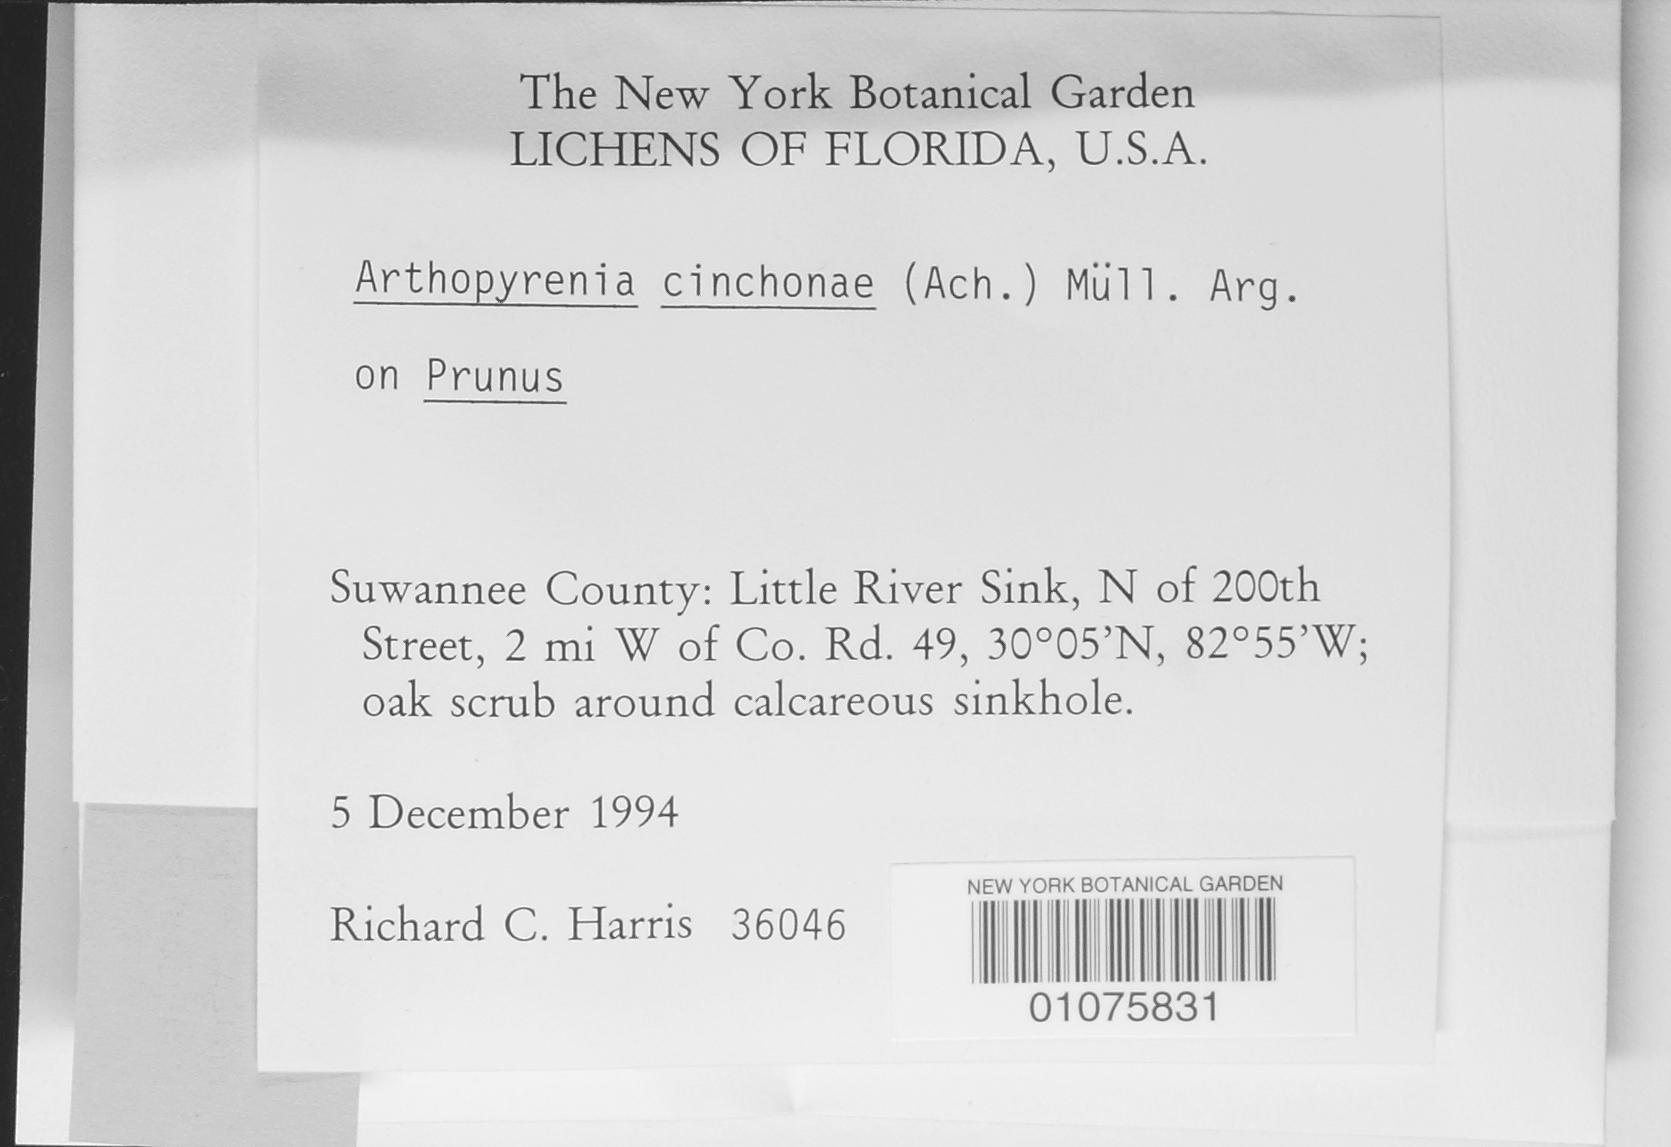 The New York Botanical Garden
LICHENS OF FLORIDA, U.S.A.
Arthopyrenia cinchonae (Ach.) Müll. Arg.
on Prunus
Suwannee County: Little River Sink, N of 200th
Street, 2 mi W of Co. Rd. 49, 30°05’N, 82°55’W;
oak scrub around calcareous sinkhole.
5 December 1994
Richard C. Harris 36046
NEW YORK BOTANICAL GARDEN
01075831